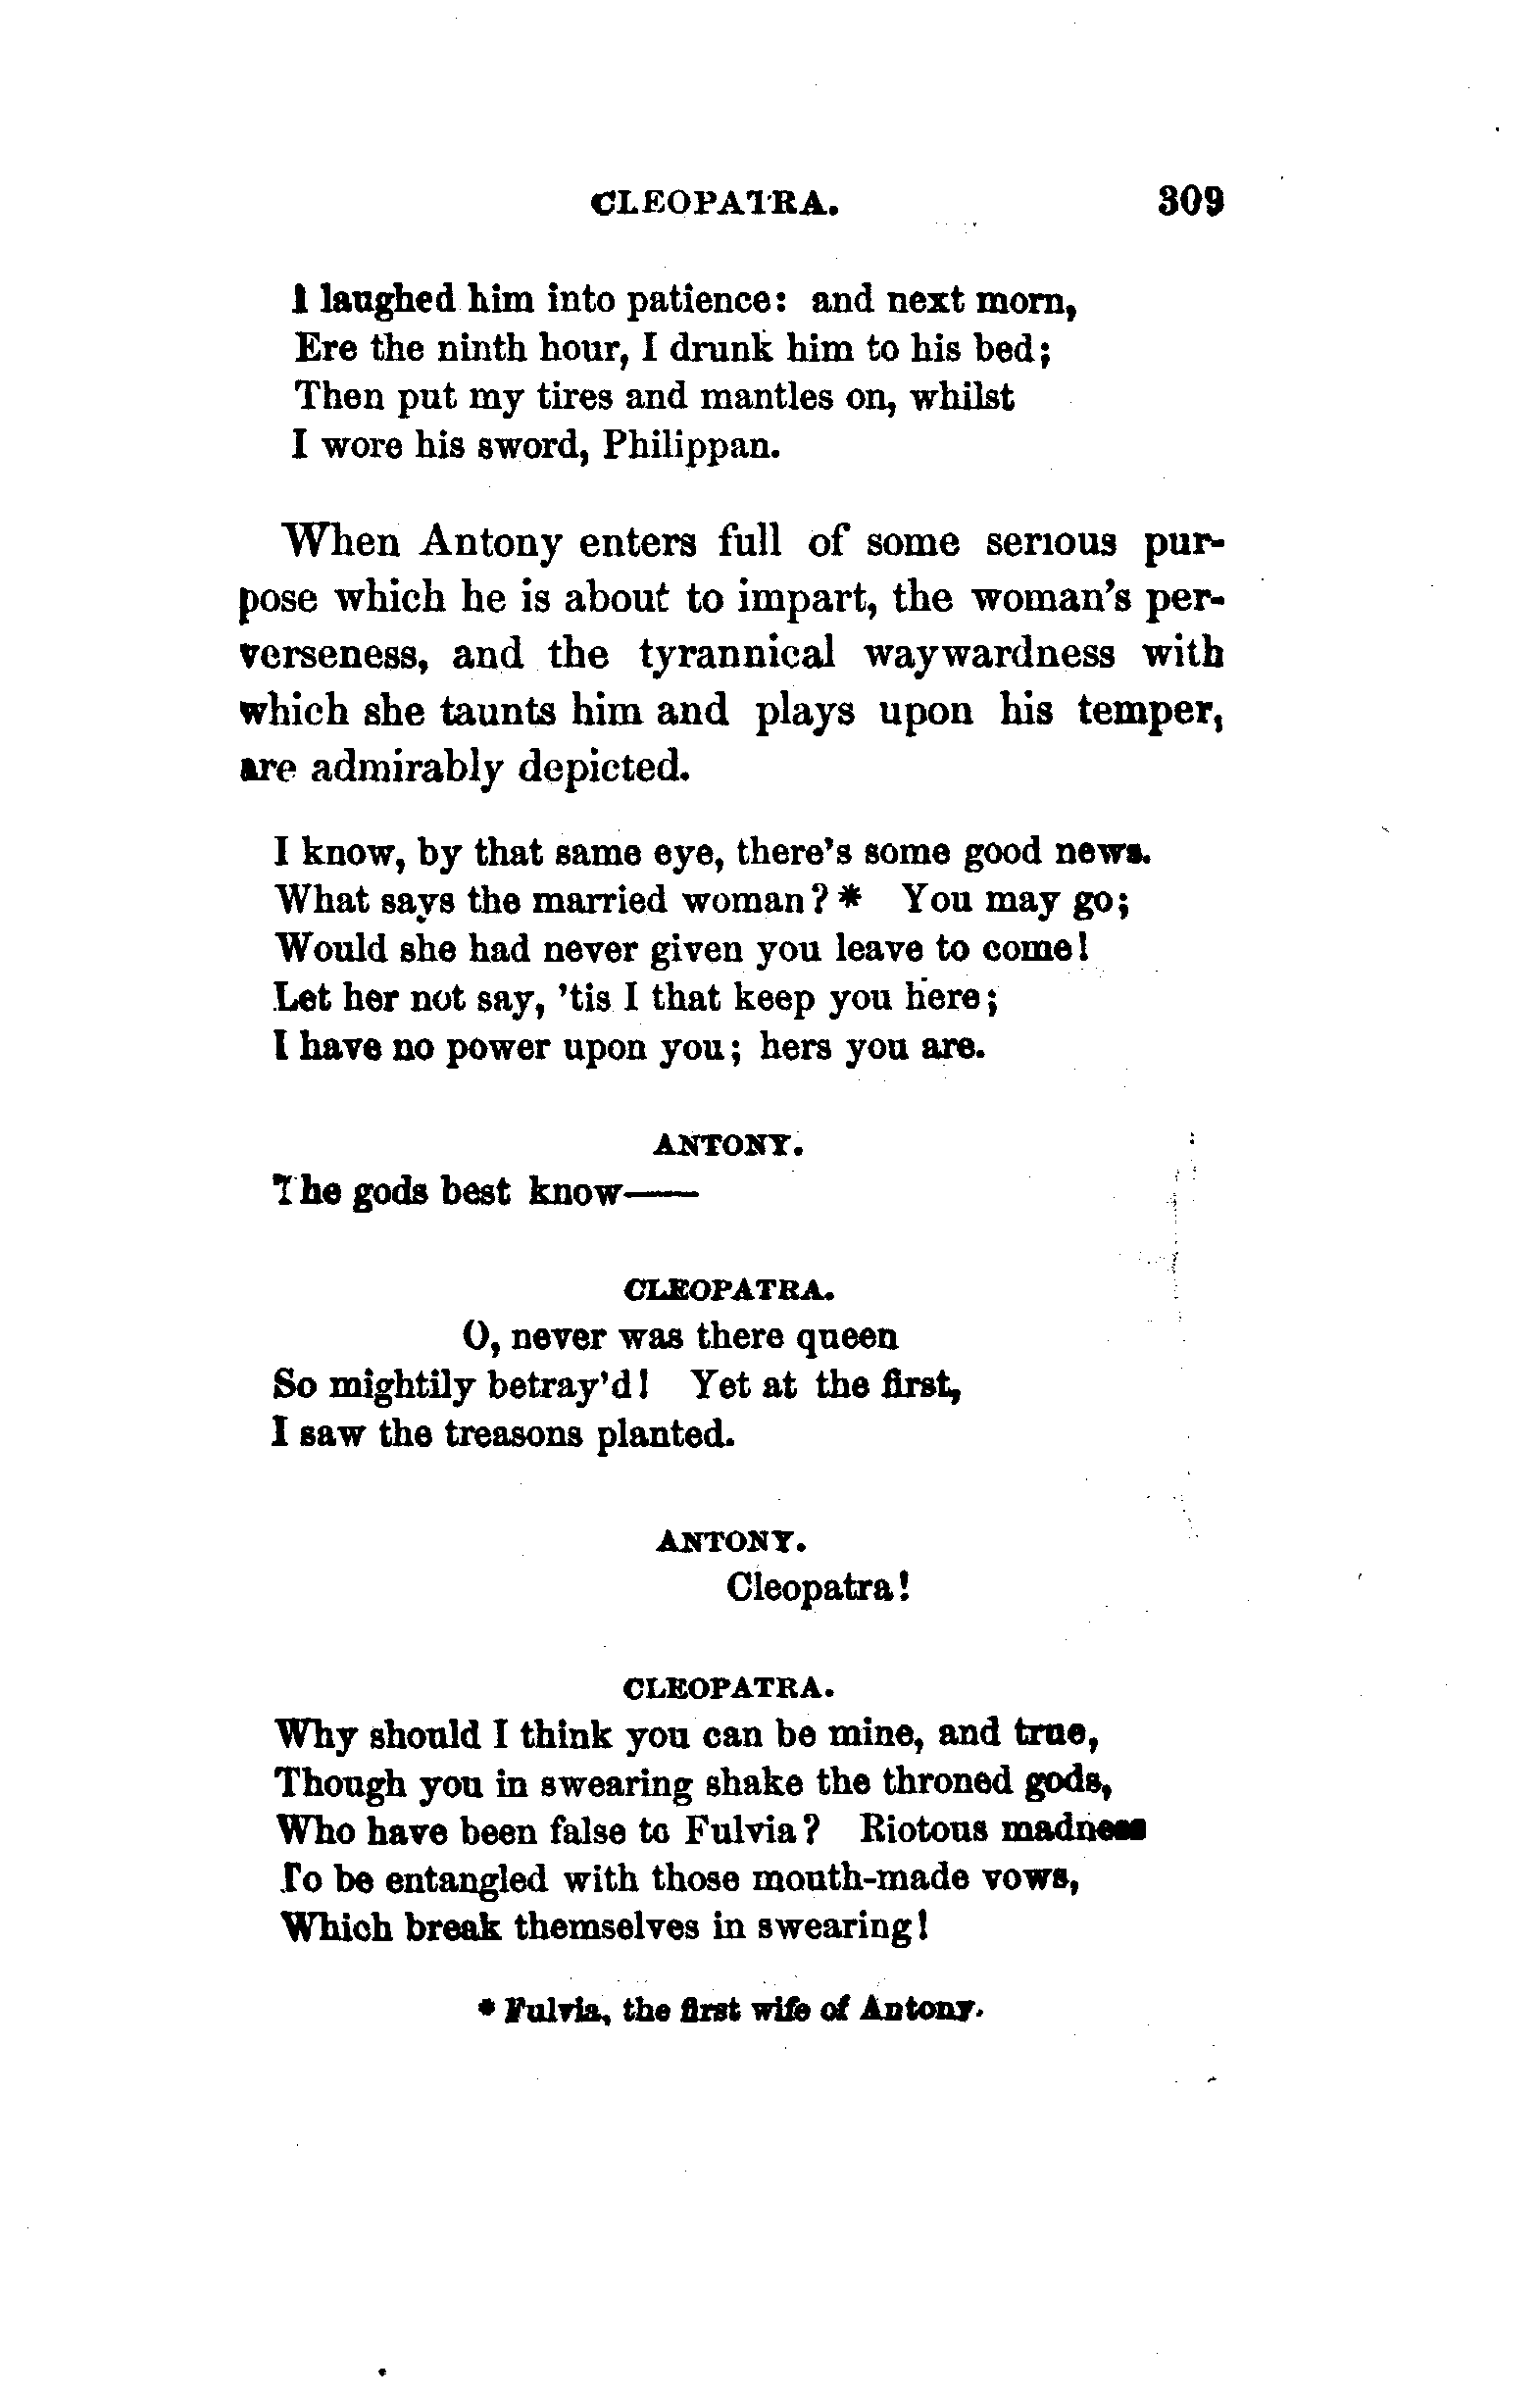 CLEOPATRA. 309
I laughed him into patience: and next morn,
Ere the ninth hour, I drunk him to his bed;
Then put my tires and mantles on, whilst
I wore his sword, Philippan.
When Antony enters full of some serious pur-
pose which he is about to impart, the woman's per-
verseness, and the tyrannical waywardness with
which she taunts him and plays upon his temper,
are admirably depicted.
I know, by that same eye, there's some good news.
What says the married woman?* You may go;
Would she had never given you leave to come!
Let her not say, 'tis I that keep you here;
I have no power upon you; hers you are.
ANTONY.
The gods best know——
CLEOPATRA.
O, never was there queen
So mightily betray'd! Yet at the first,
I saw the treasons planted.
ANTONY.
Cleopatra!
CLEOPATRA.
Why should I think you can be mine, and true,
Though you in swearing shake the throned gods,
Who have been false to Fulvia? Riotous madness
To be entangled with those mouth-made vows,
Which break themselves in swearing!
* Fulvia, the first wife of Antony.